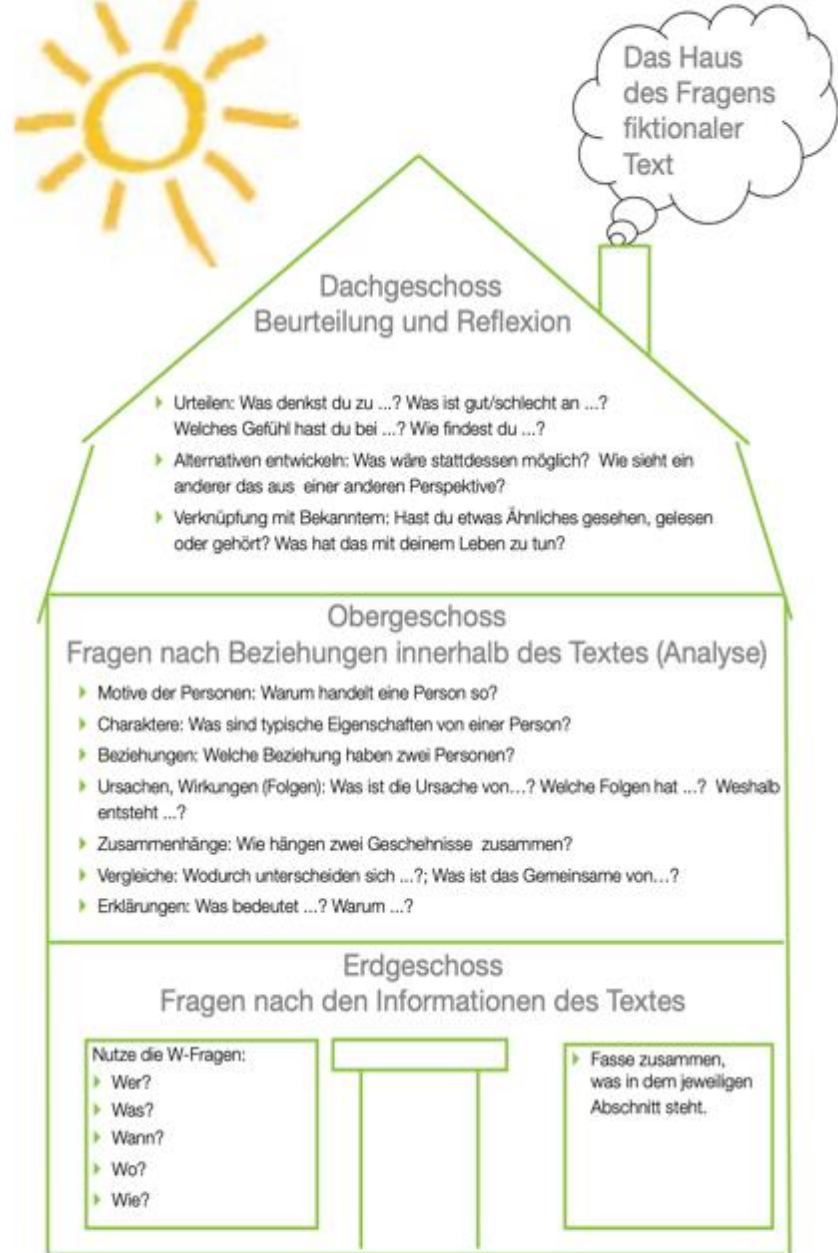 Das Haus
des Fragens
fiktionaler
Text
Dachgeschoss
Beurteilung und Reflexion
Urteilen: Was denkst du zu ...? Was ist gut/schlecht an ...?
Welches Gefühl hast du bei ...? Wie findest du ...?
Alternativen entwickeln: Was wäre stattdessen möglich? Wie sieht ein
anderer das aus einer anderen Perspektive?
Verknüpfung mit Bekanntem: Hast du etwas Ähnliches gesehen, gelesen
oder gehört? Was hat das mit deinem Leben zu tun?
Obergeschoss
Fragen nach Beziehungen innerhalb des Textes (Analyse)
Motive der Personen: Warum handelt eine Person so?
Charaktere: Was sind typische Eigenschaften von einer Person?
Beziehungen: Welche Beziehung haben zwei Personen?
Ursachen, Wirkungen (Folgen): Was ist die Ursache von...? Welche Folgen hat ...? Weshalb
entsteht ...?
Zusammenhänge: Wie hängen zwei Geschehnisse zusammen?
Vergleiche: Wodurch unterscheiden sich ...?; Was ist das Gemeinsame von...?
Erklärungen: Was bedeutet ...? Warum ...?
Erdgeschoss
Fragen nach den Informationen des Textes
Nutze die W-Fragen:
Wer?
Was?
Wann?
Wo?
Wie?
Fasse zusammen,
was in dem jeweiligen
Abschnitt steht.